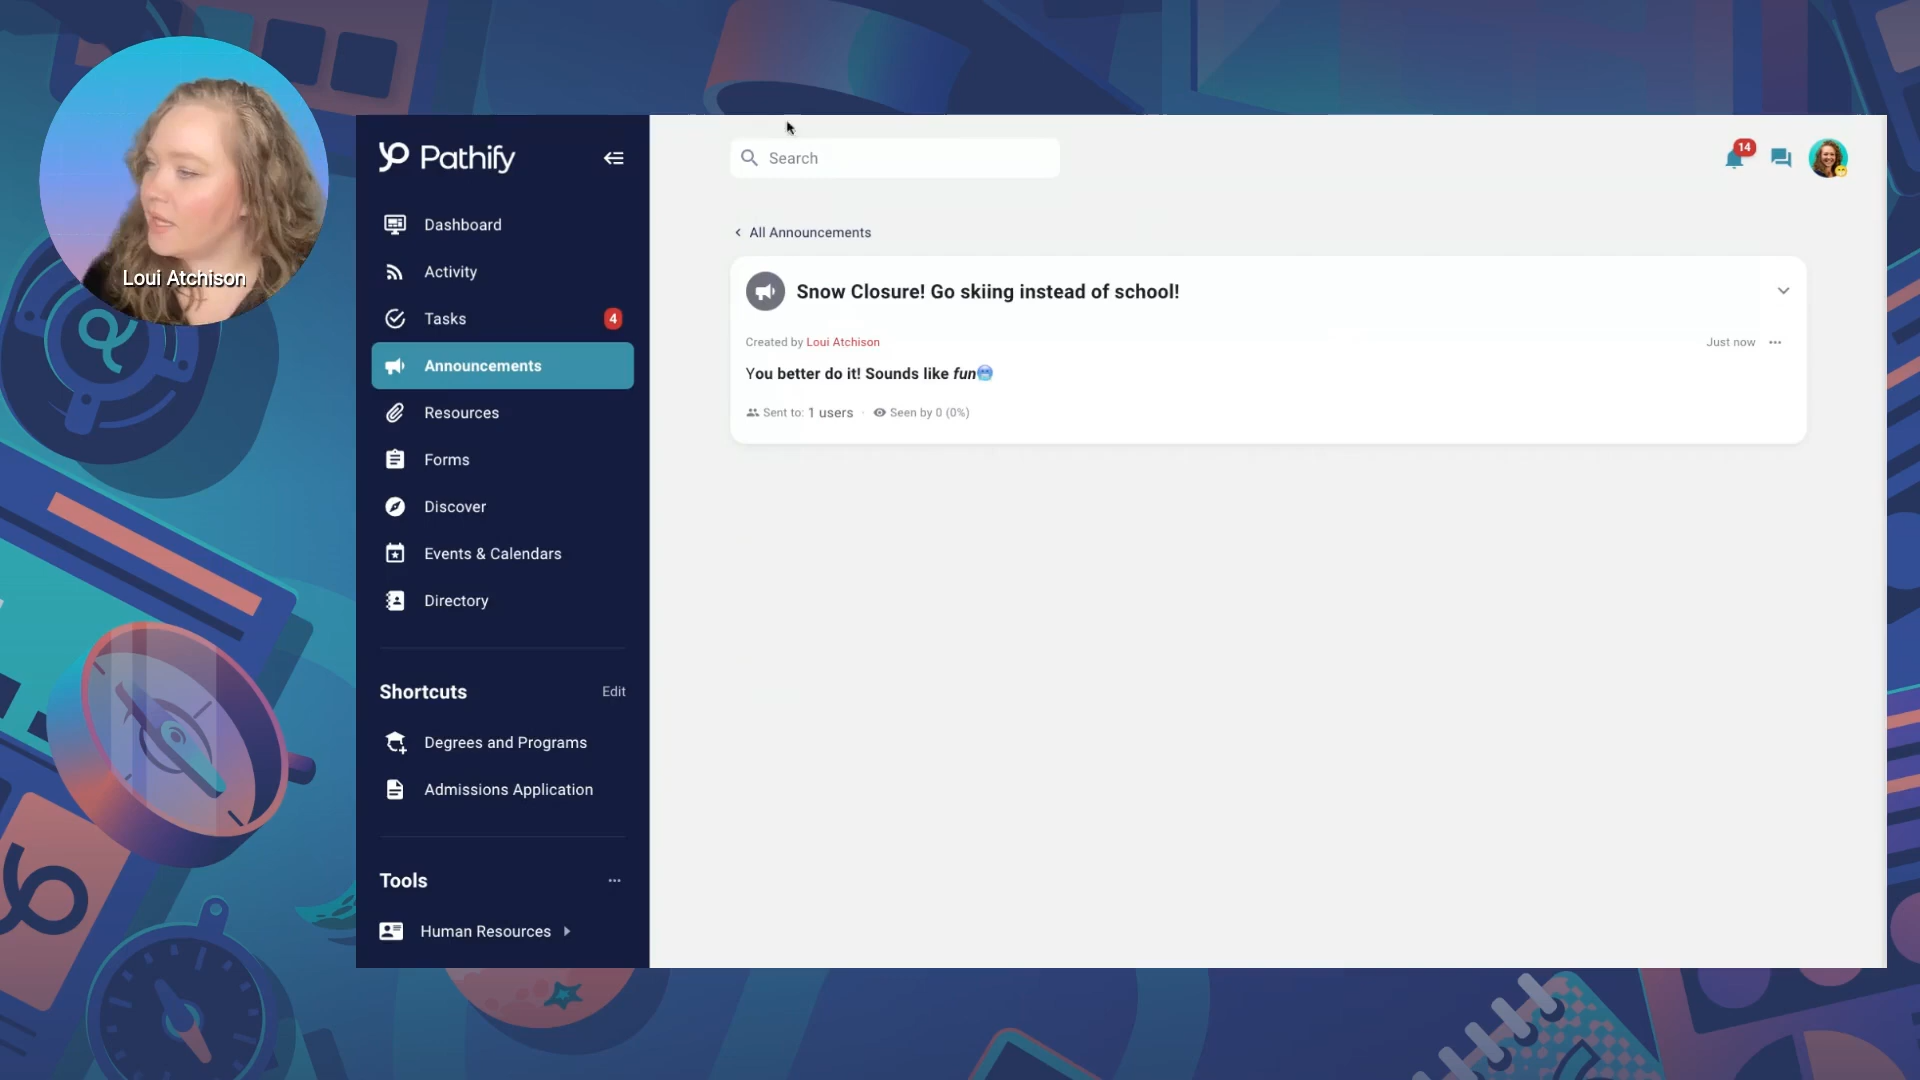 Loui Atchison
Pathify
Dashboard
Activity
Tasks
4
Announcements
Resources
Forms
Discover
Events & Calendars
Directory
Shortcuts
Edit
Degrees and Programs
Admissions Application
Tools
Human Resources
Search
14
All Announcements
Snow Closure! Go skiing instead of school!
Created by Loui Atchison
Just now
You better do it! Sounds like fun🥶
Sent to: 1 users · Seen by 0 (0%)